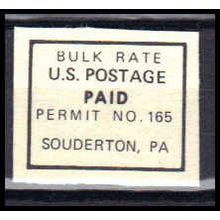 BULK RATE
U.S. POSTAGE
PAID
PERMIT NO. 165
SOUDERTON, PA